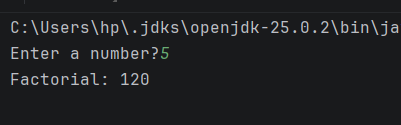 C:\Users\hp\.jdks\openjdk-25.0.2\bin\ja
Enter a number?5
Factorial: 120